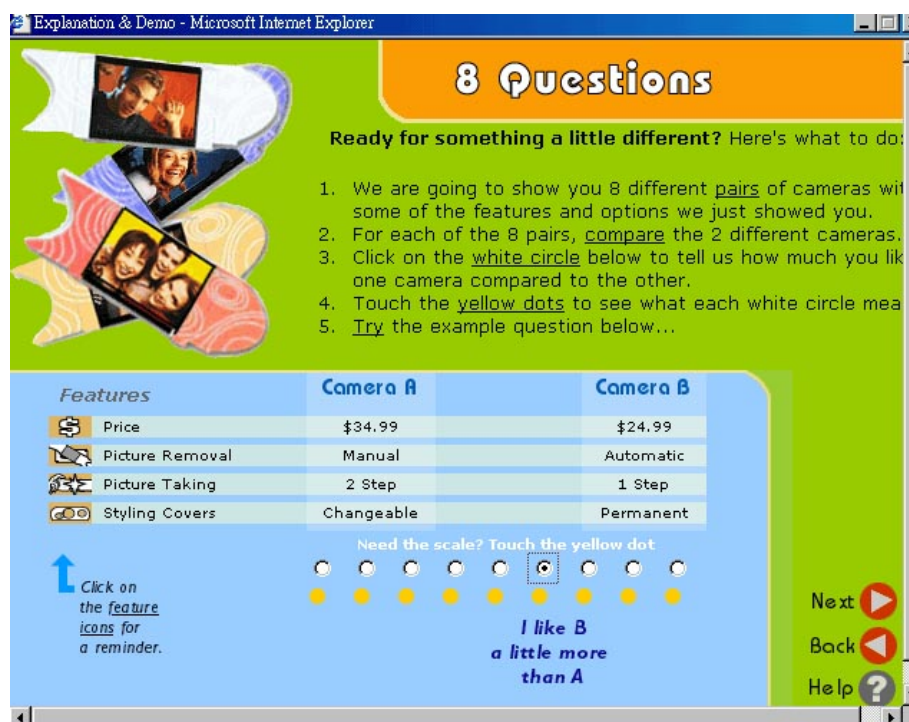 Explanation & Demo - Microsoft Internet Explorer
8 Questions
Ready for something a little different? Here's what to do:
1. We are going to show you 8 different pairs of cameras wit
some of the features and options we just showed you.
2. For each of the 8 pairs, compare the 2 different cameras.
3. Click on the white circle below to tell us how much you lik
one camera compared to the other.
4. Touch the yellow dots to see what each white circle mea
5. Try the example question below...
Features Camera A Camera B
Price $34.99 $24.99
Picture Removal Manual Automatic
Picture Taking 2 Step 1 Step
Styling Covers Changeable Permanent
Need the scale? Touch the yellow dot
Click on
the feature
icons for
a reminder.
I like B
a little more
than A
Next
Back
Help ?